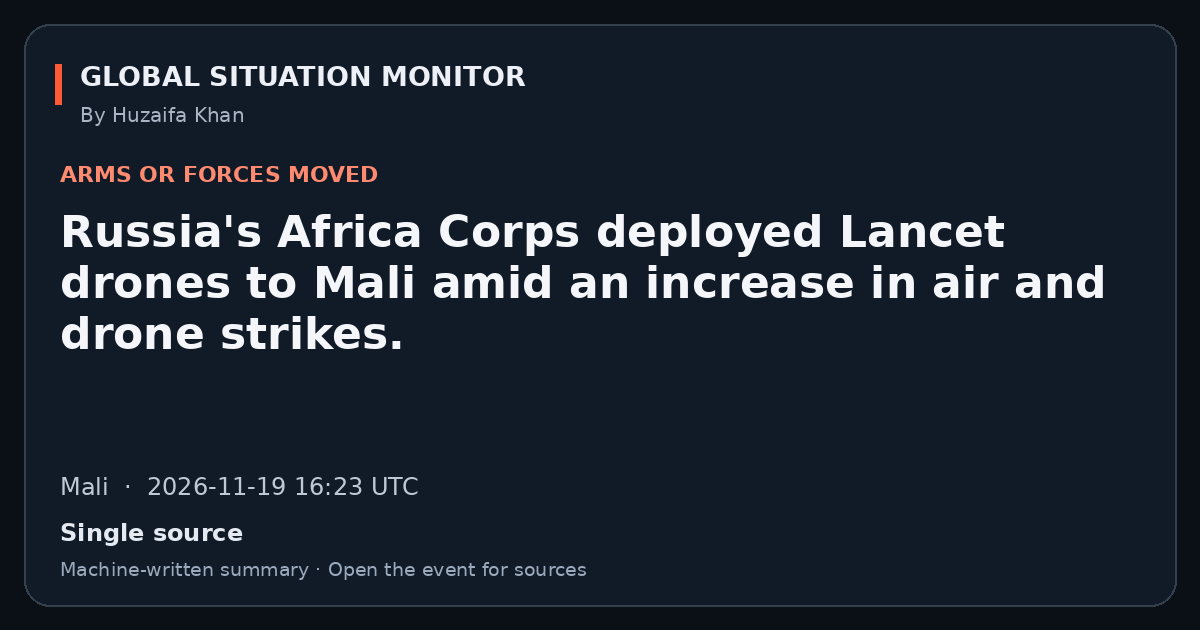 GLOBAL SITUATION MONITOR
By Huzaifa Khan
ARMS OR FORCES MOVED
Russia's Africa Corps deployed Lancet
drones to Mali amid an increase in air and
drone strikes.
Mali · 2026-11-19 16:23 UTC
Single source
Machine-written summary · Open the event for sources